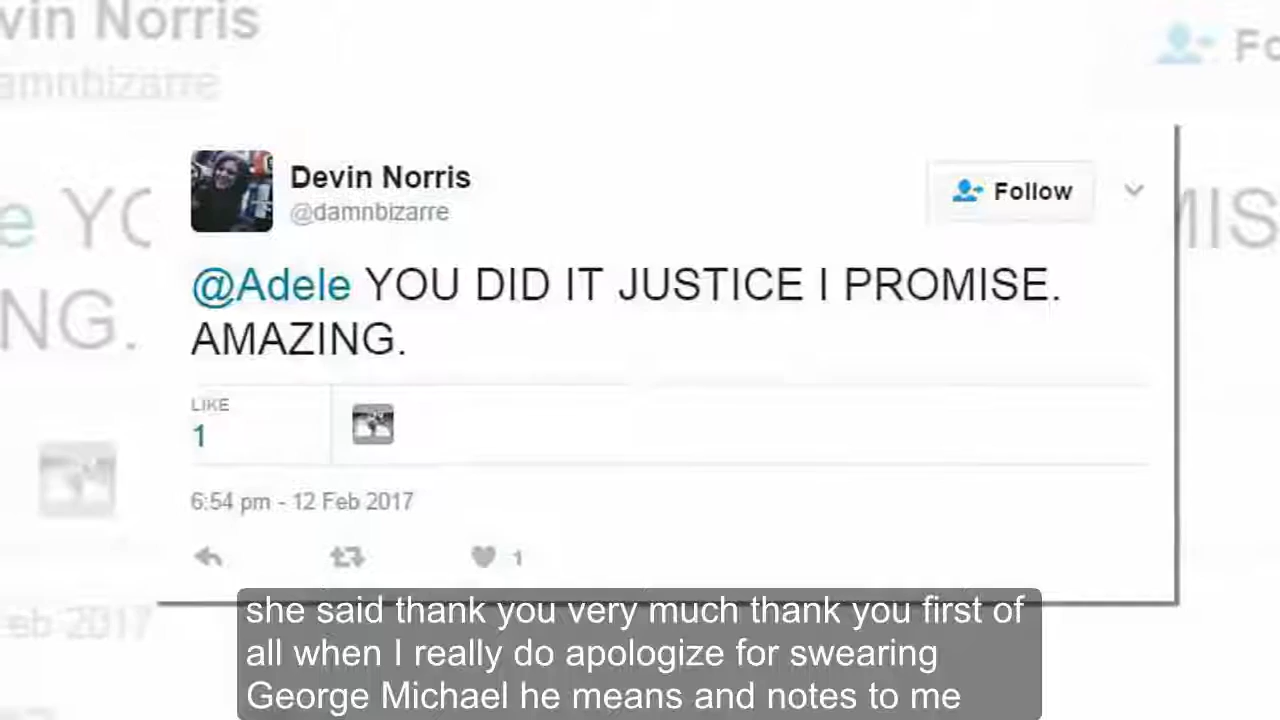 vin Norris
amnbizarre
Fo
Devin Norris
@damnbizarre
Follow
@Adele YOU DID IT JUSTICE I PROMISE.
AMAZING.
e YO
MIS
NG.
LIKE
1
6:54 pm - 12 Feb 2017
1
eb 2017
she said thank you very much thank you first of
all when I really do apologize for swearing
George Michael he means and notes to me